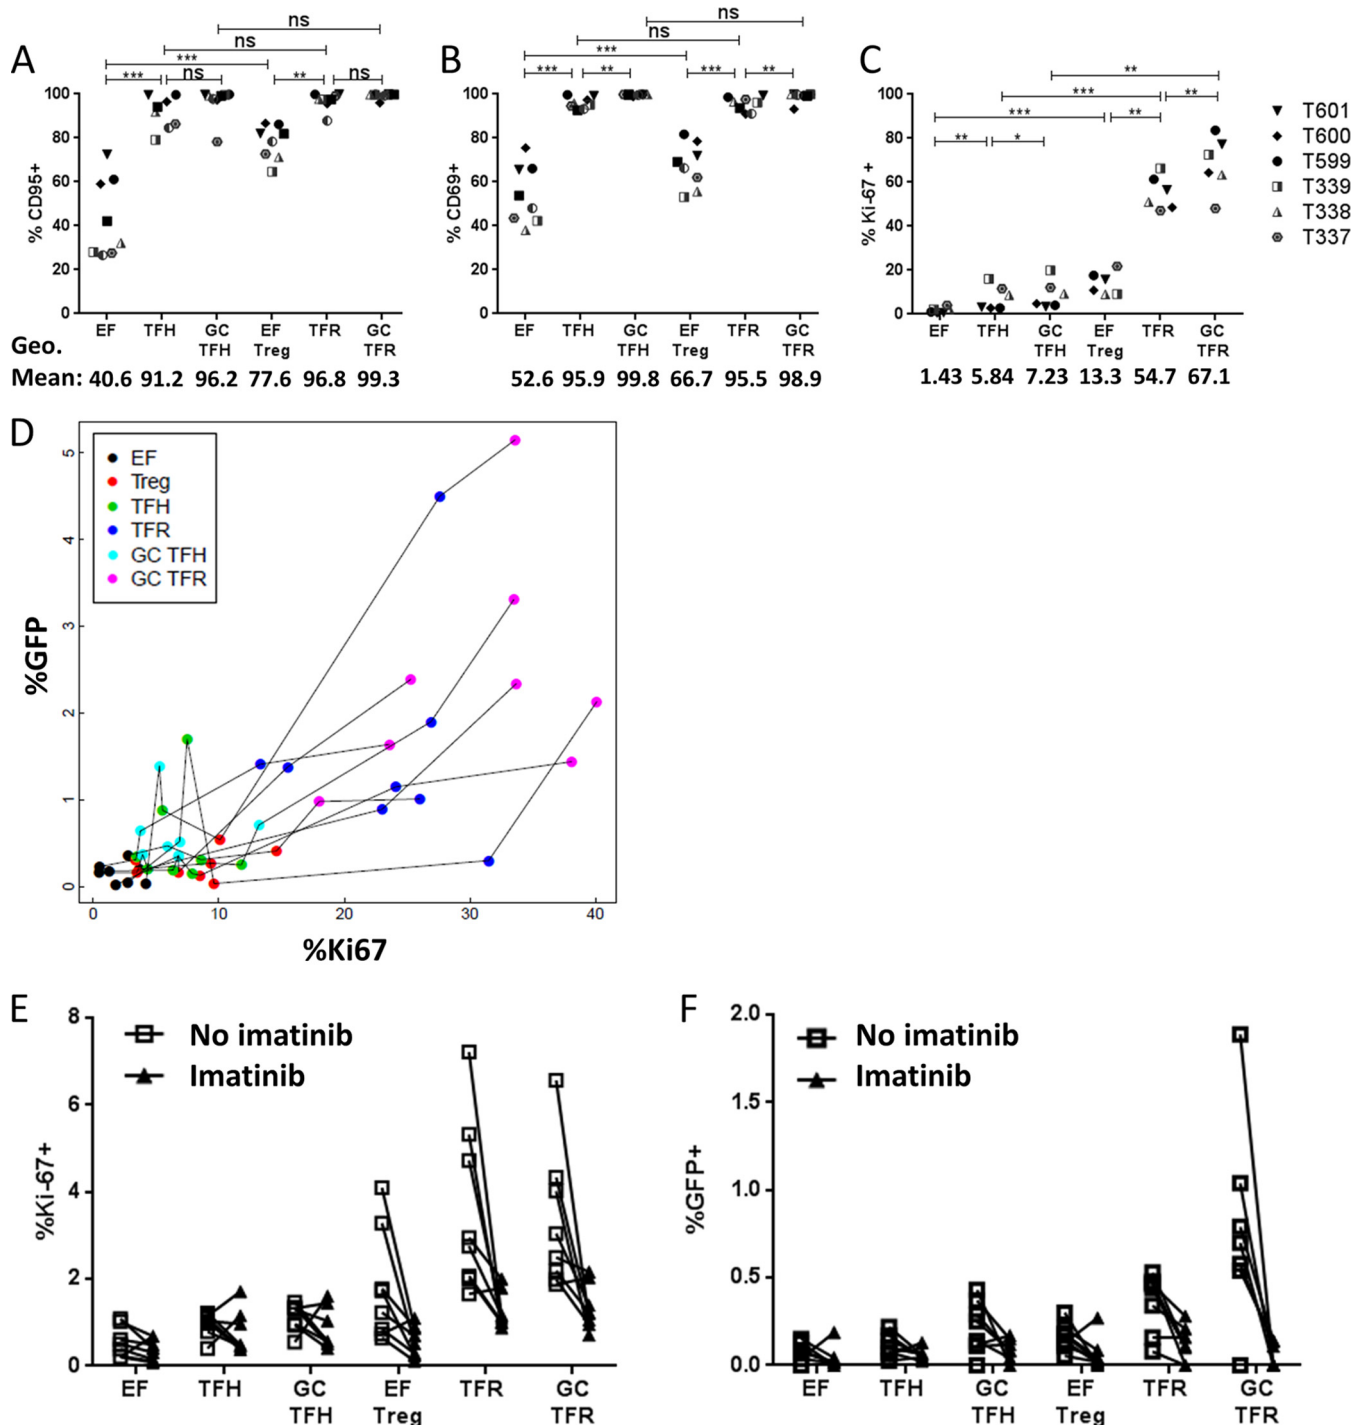 A
ns
ns
***
***
ns
**
ns
100
80
60
40
20
0
% CD95+
EF
TFH
GC
TFH
EF
Treg
TFR
GC
TFR
Geo.
Mean: 40.6 91.2 96.2 77.6 96.8 99.3
B
ns
ns
***
***
**
***
**
100
80
60
40
20
0
% CD69+
EF
TFH
GC
TFH
EF
Treg
TFR
GC
TFR
52.6 95.9 99.8 66.7 95.5 98.9
C
**
***
**
***
**
**
*
100
80
60
40
20
0
% Ki-67 +
EF
TFH
GC
TFH
EF
Treg
TFR
GC
TFR
1.43 5.84 7.23 13.3 54.7 67.1
T601
T600
T599
T339
T338
T337
D
EF
Treg
TFH
TFR
GC TFH
GC TFR
5
4
3
2
1
0
%GFP
0 10 20 30 40
%Ki67
E
No imatinib
Imatinib
8
6
4
2
0
%Ki-67+
EF
TFH
GC
TFH
EF
Treg
TFR
GC
TFR
F
No imatinib
Imatinib
2.0
1.5
1.0
0.5
0.0
%GFP+
EF
TFH
GC
TFH
EF
Treg
TFR
GC
TFR